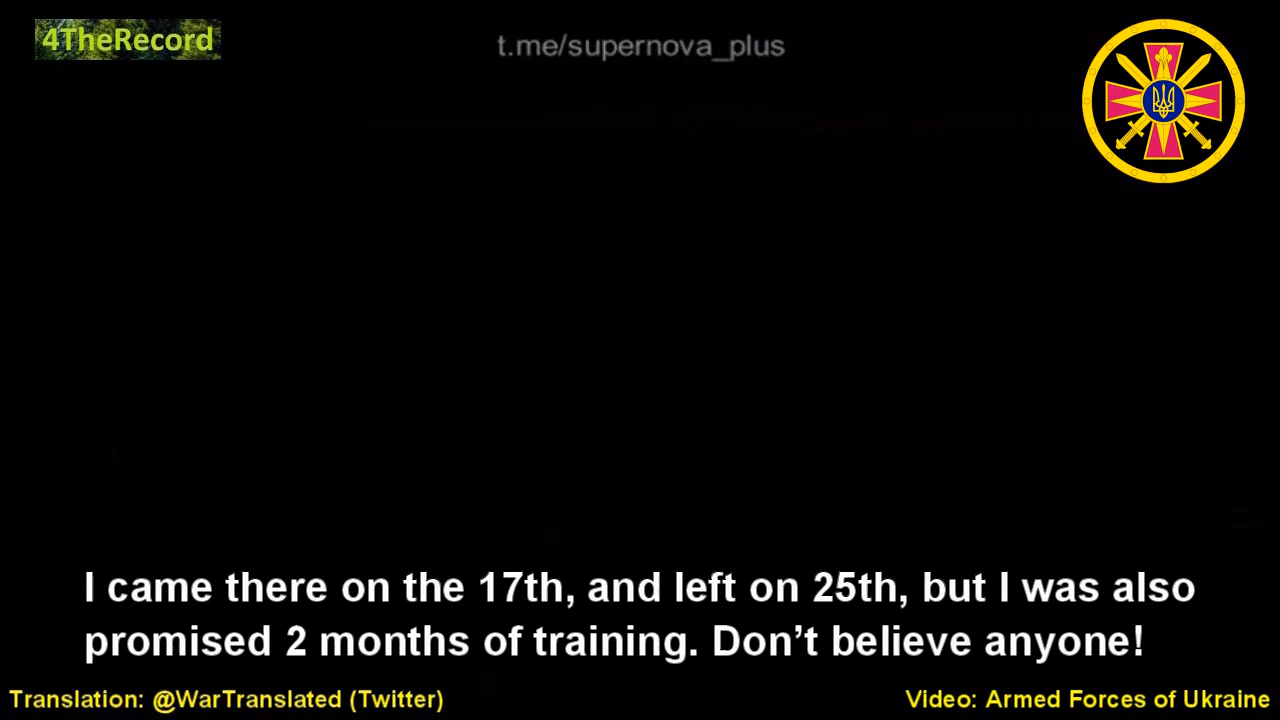 4TheRecord
t.me/supernova_plus
I came there on the 17th, and left on 25th, but I was also
promised 2 months of training. Don’t believe anyone!
Translation: @WarTranslated (Twitter)
Video: Armed Forces of Ukraine